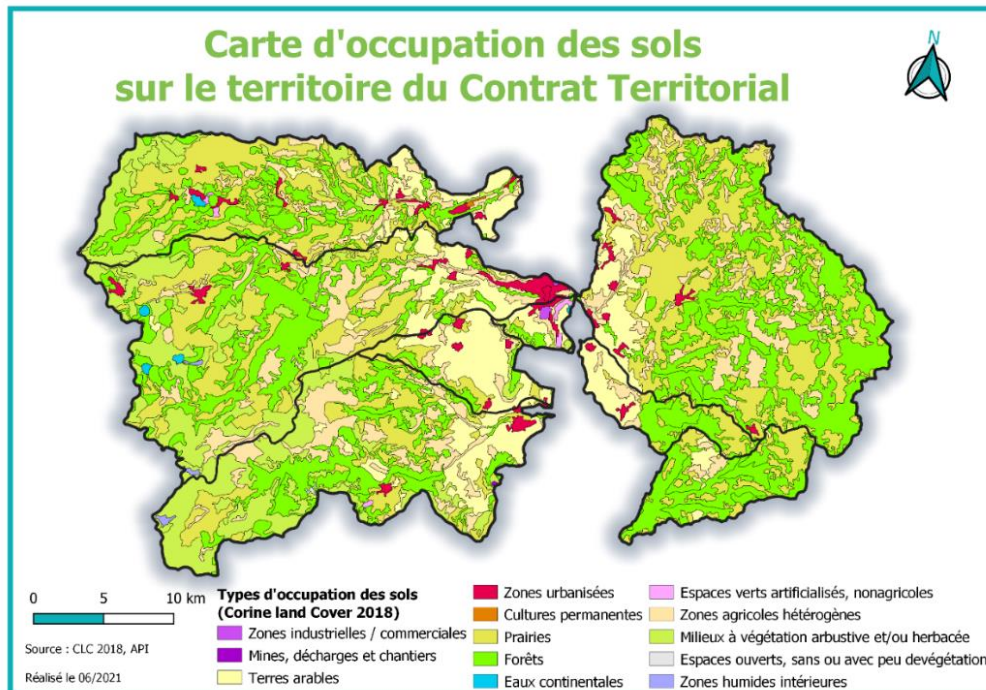 Carte d'occupation des sols
sur le territoire du Contrat Territorial
N
0 5 10 km
Source : CLC 2018, API
Réalisé le 06/2021
Types d'occupation des sols
(Corine land Cover 2018)
Zones industrielles / commerciales
Mines, décharges et chantiers
Terres arables
Zones urbanisées
Cultures permanentes
Prairies
Forêts
Eaux continentales
Espaces verts artificialisés, nonagricoles
Zones agricoles hétérogènes
Milieux à végétation arbustive et/ou herbacée
Espaces ouverts, sans ou avec peu devégétation
Zones humides intérieures